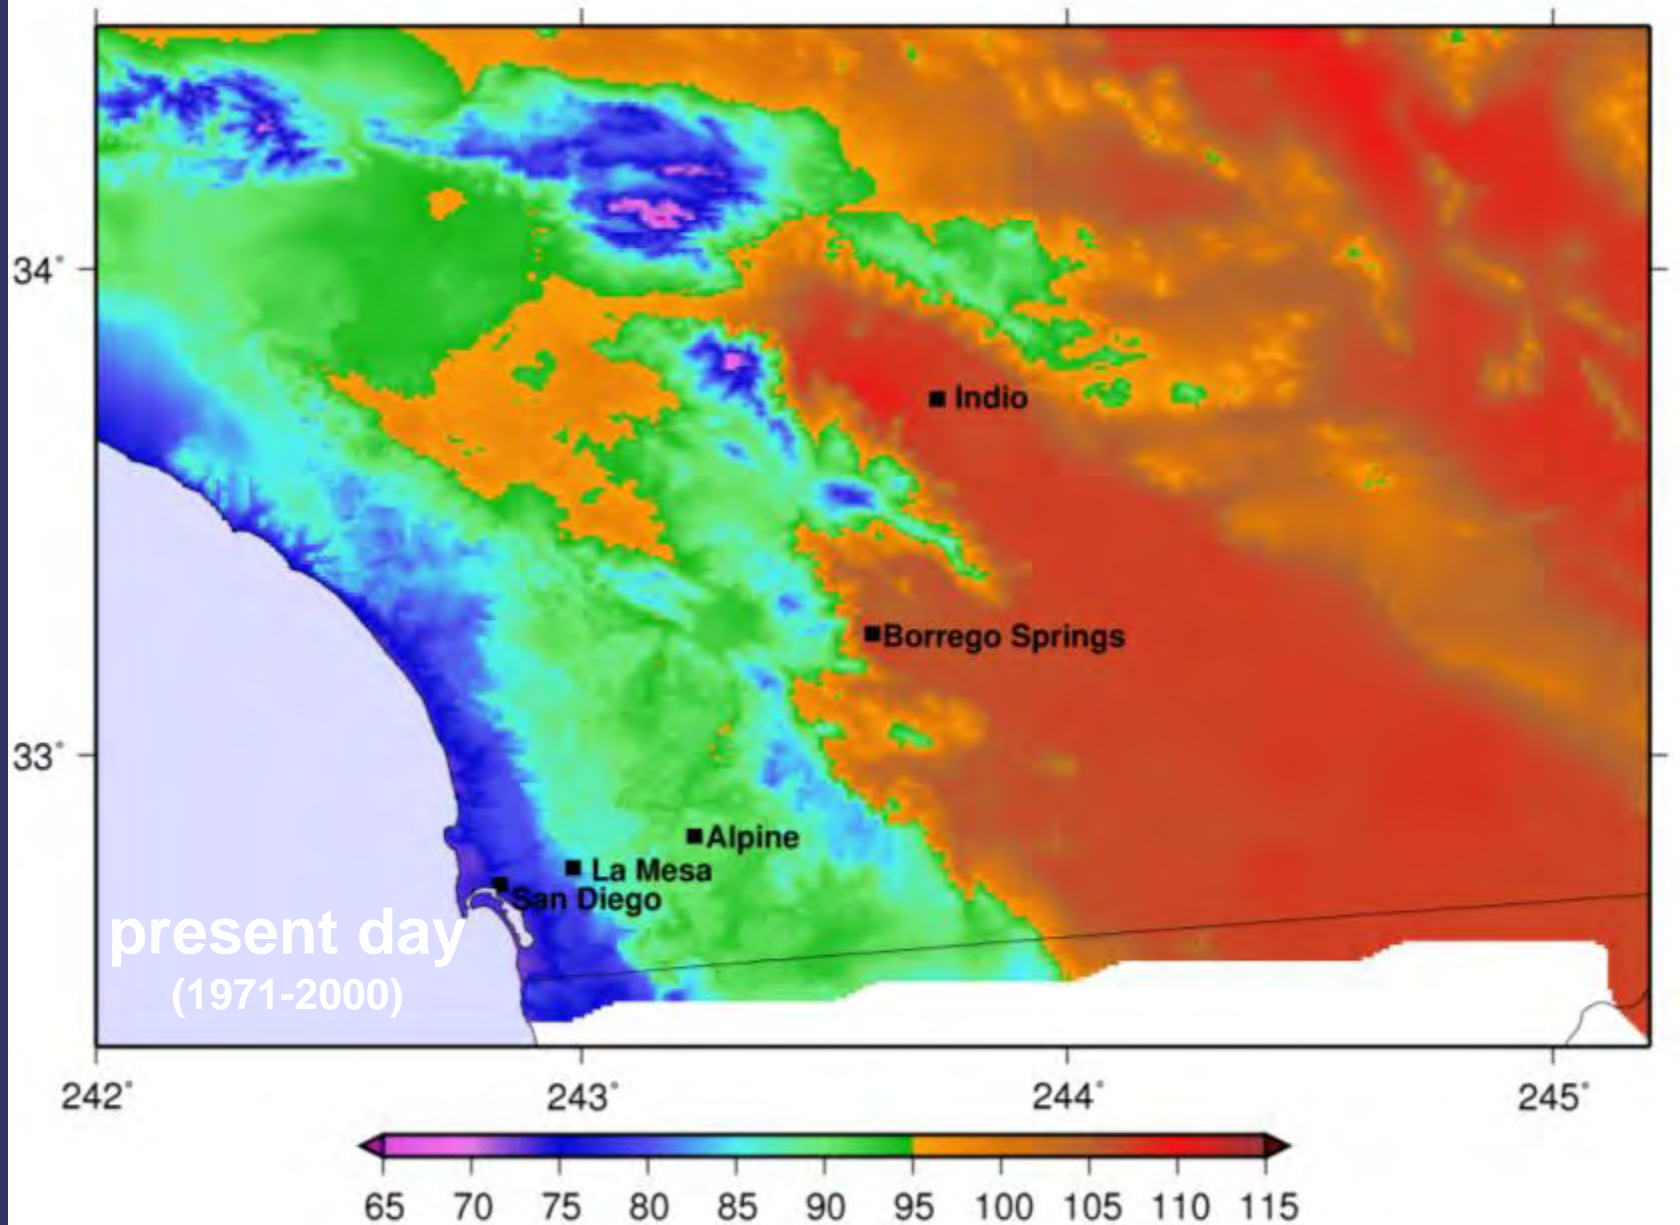 34°
Indio
Borrego Springs
33°
Alpine
La Mesa
San Diego
present day
(1971-2000)
242° 243° 244° 245°
65 70 75 80 85 90 95 100 105 110 115